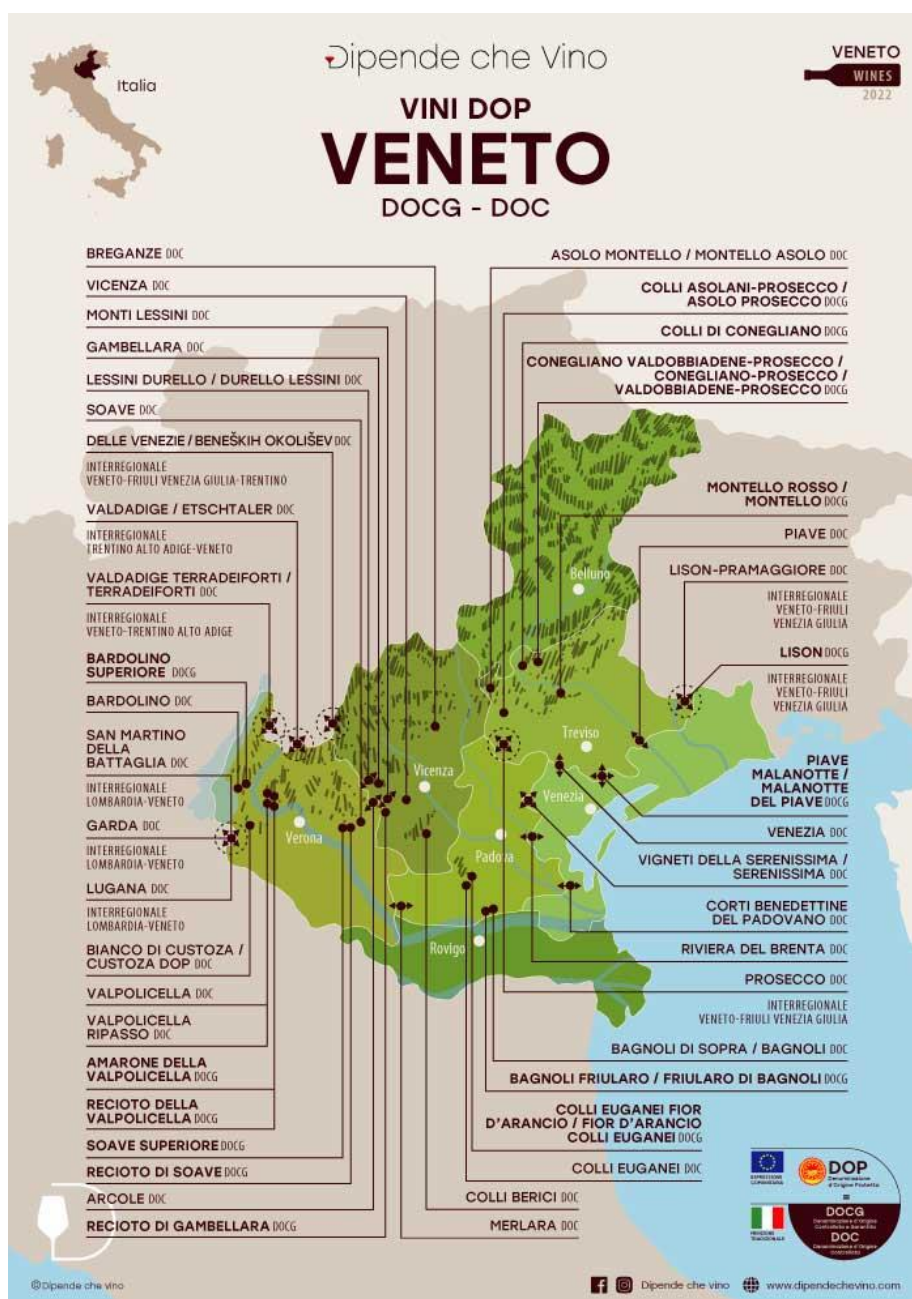 Italia
Dipende che Vino
VENETO
WINES
2022
VINI DOP
VENETO
DOCG - DOC
BREGANZE DOC
VICENZA DOC
MONTI LESSINI DOC
GAMBELLARA DOC
LESSINI DURELLO / DURELLO LESSINI DOC
SOAVE DOC
DELLE VENEZIE / BENEŠKIH OKOLIŠEV DOC
INTERREGIONALE
VENETO-FRIULI VENEZIA GIULIA-TRENTINO
VALDADIGE / ETSCHTALER DOC
INTERREGIONALE
TRENTINO ALTO ADIGE-VENETO
VALDADIGE TERRADEIFORTI /
TERRADEIFORTI DOC
INTERREGIONALE
VENETO-TRENTINO ALTO ADIGE
BARDOLINO
SUPERIORE DOCG
BARDOLINO DOC
SAN MARTINO
DELLA
BATTAGLIA DOC
INTERREGIONALE
LOMBARDIA-VENETO
GARDA DOC
INTERREGIONALE
LOMBARDIA-VENETO
LUGANA DOC
INTERREGIONALE
LOMBARDIA-VENETO
BIANCO DI CUSTOZA /
CUSTOZA DOP DOC
VALPOLICELLA DOC
VALPOLICELLA
RIPASSO DOC
AMARONE DELLA
VALPOLICELLA DOCG
RECIOTO DELLA
VALPOLICELLA DOCG
SOAVE SUPERIORE DOCG
RECIOTO DI SOAVE DOCG
ARCOLE DOC
RECIOTO DI GAMBELLARA DOCG
ASOLO MONTELLO / MONTELLO ASOLO DOC
COLLI ASOLANI-PROSECCO /
ASOLO PROSECCO DOCG
COLLI DI CONEGLIANO DOCG
CONEGLIANO VALDOBBIADENE-PROSECCO /
CONEGLIANO-PROSECCO /
VALDOBBIADENE-PROSECCO DOCG
MONTELLO ROSSO /
MONTELLO DOCG
PIAVE DOC
LISON-PRAMAGGIORE DOC
INTERREGIONALE
VENETO-FRIULI
VENEZIA GIULIA
LISON DOCG
INTERREGIONALE
VENETO-FRIULI
VENEZIA GIULIA
PIAVE
MALANOTTE /
MALANOTTE
DEL PIAVE DOCG
VENEZIA DOC
VIGNETI DELLA SERENISSIMA /
SERENISSIMA DOC
CORTI BENEDETTINE
DEL PADOVANO DOC
RIVIERA DEL BRENTA DOC
PROSECCO DOC
INTERREGIONALE
VENETO-FRIULI VENEZIA GIULIA
BAGNOLI DI SOPRA / BAGNOLI DOC
BAGNOLI FRIULARO / FRIULARO DI BAGNOLI DOCG
COLLI EUGANEI FIOR
D'ARANCIO / FIOR D'ARANCIO
COLLI EUGANEI DOCG
COLLI EUGANEI DOC
COLLI BERICI DOC
MERLARA DOC
Belluno
Treviso
Vicenza
Venezia
Verona
Padova
Rovigo
DOP
Denominazione
d'Origine Protetta
=
DOCG
Denominazione d'Origine
Controllata e Garantita
DOC
Denominazione d'Origine
Controllata
©Dipende che vino
Dipende che vino
www.dipendechevino.com